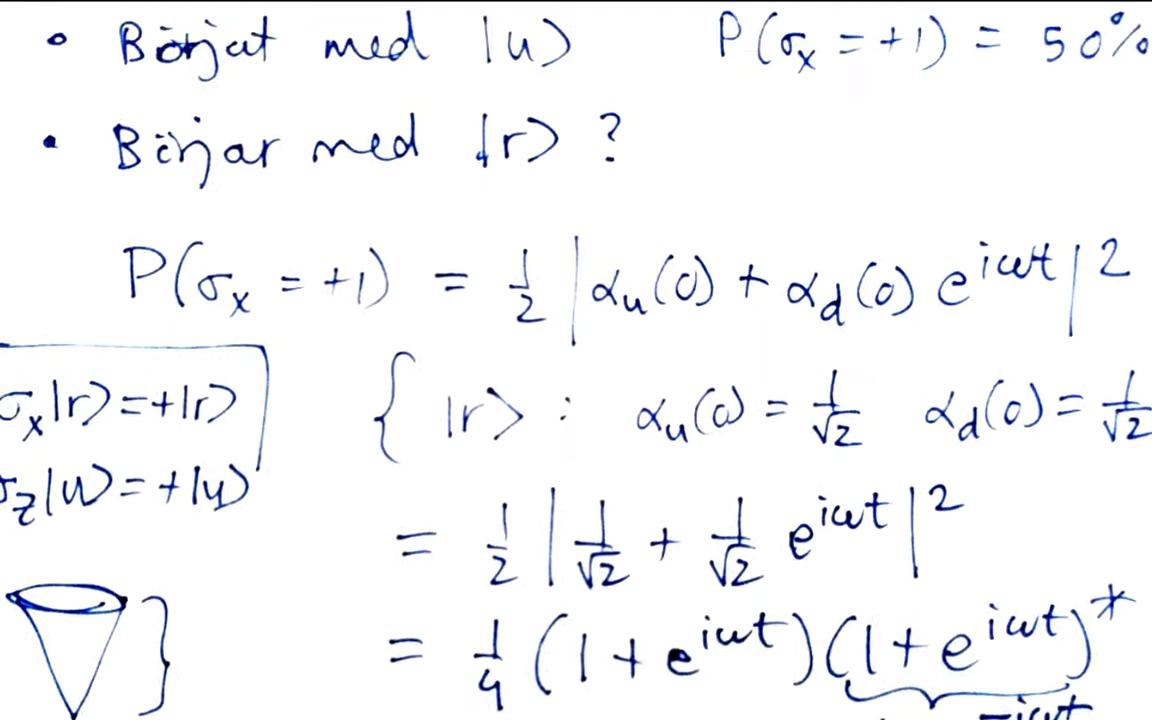 • Börjat med |u⟩ P(σ_x = +1) = 50%
• Börjar med |r⟩ ?
P(σ_x = +1) = 1/2 |α_u(0) + α_d(0) e^{iωt}|^2
σ_x|r⟩=+|r⟩
{ |r⟩ : α_u(0) = 1/√2 α_d(0) = 1/√2
σ_z|u⟩=+|u⟩
= 1/2 |1/√2 + 1/√2 e^{iωt}|^2
= 1/4 (1 + e^{iωt})(1 + e^{iωt})^*
-iωt